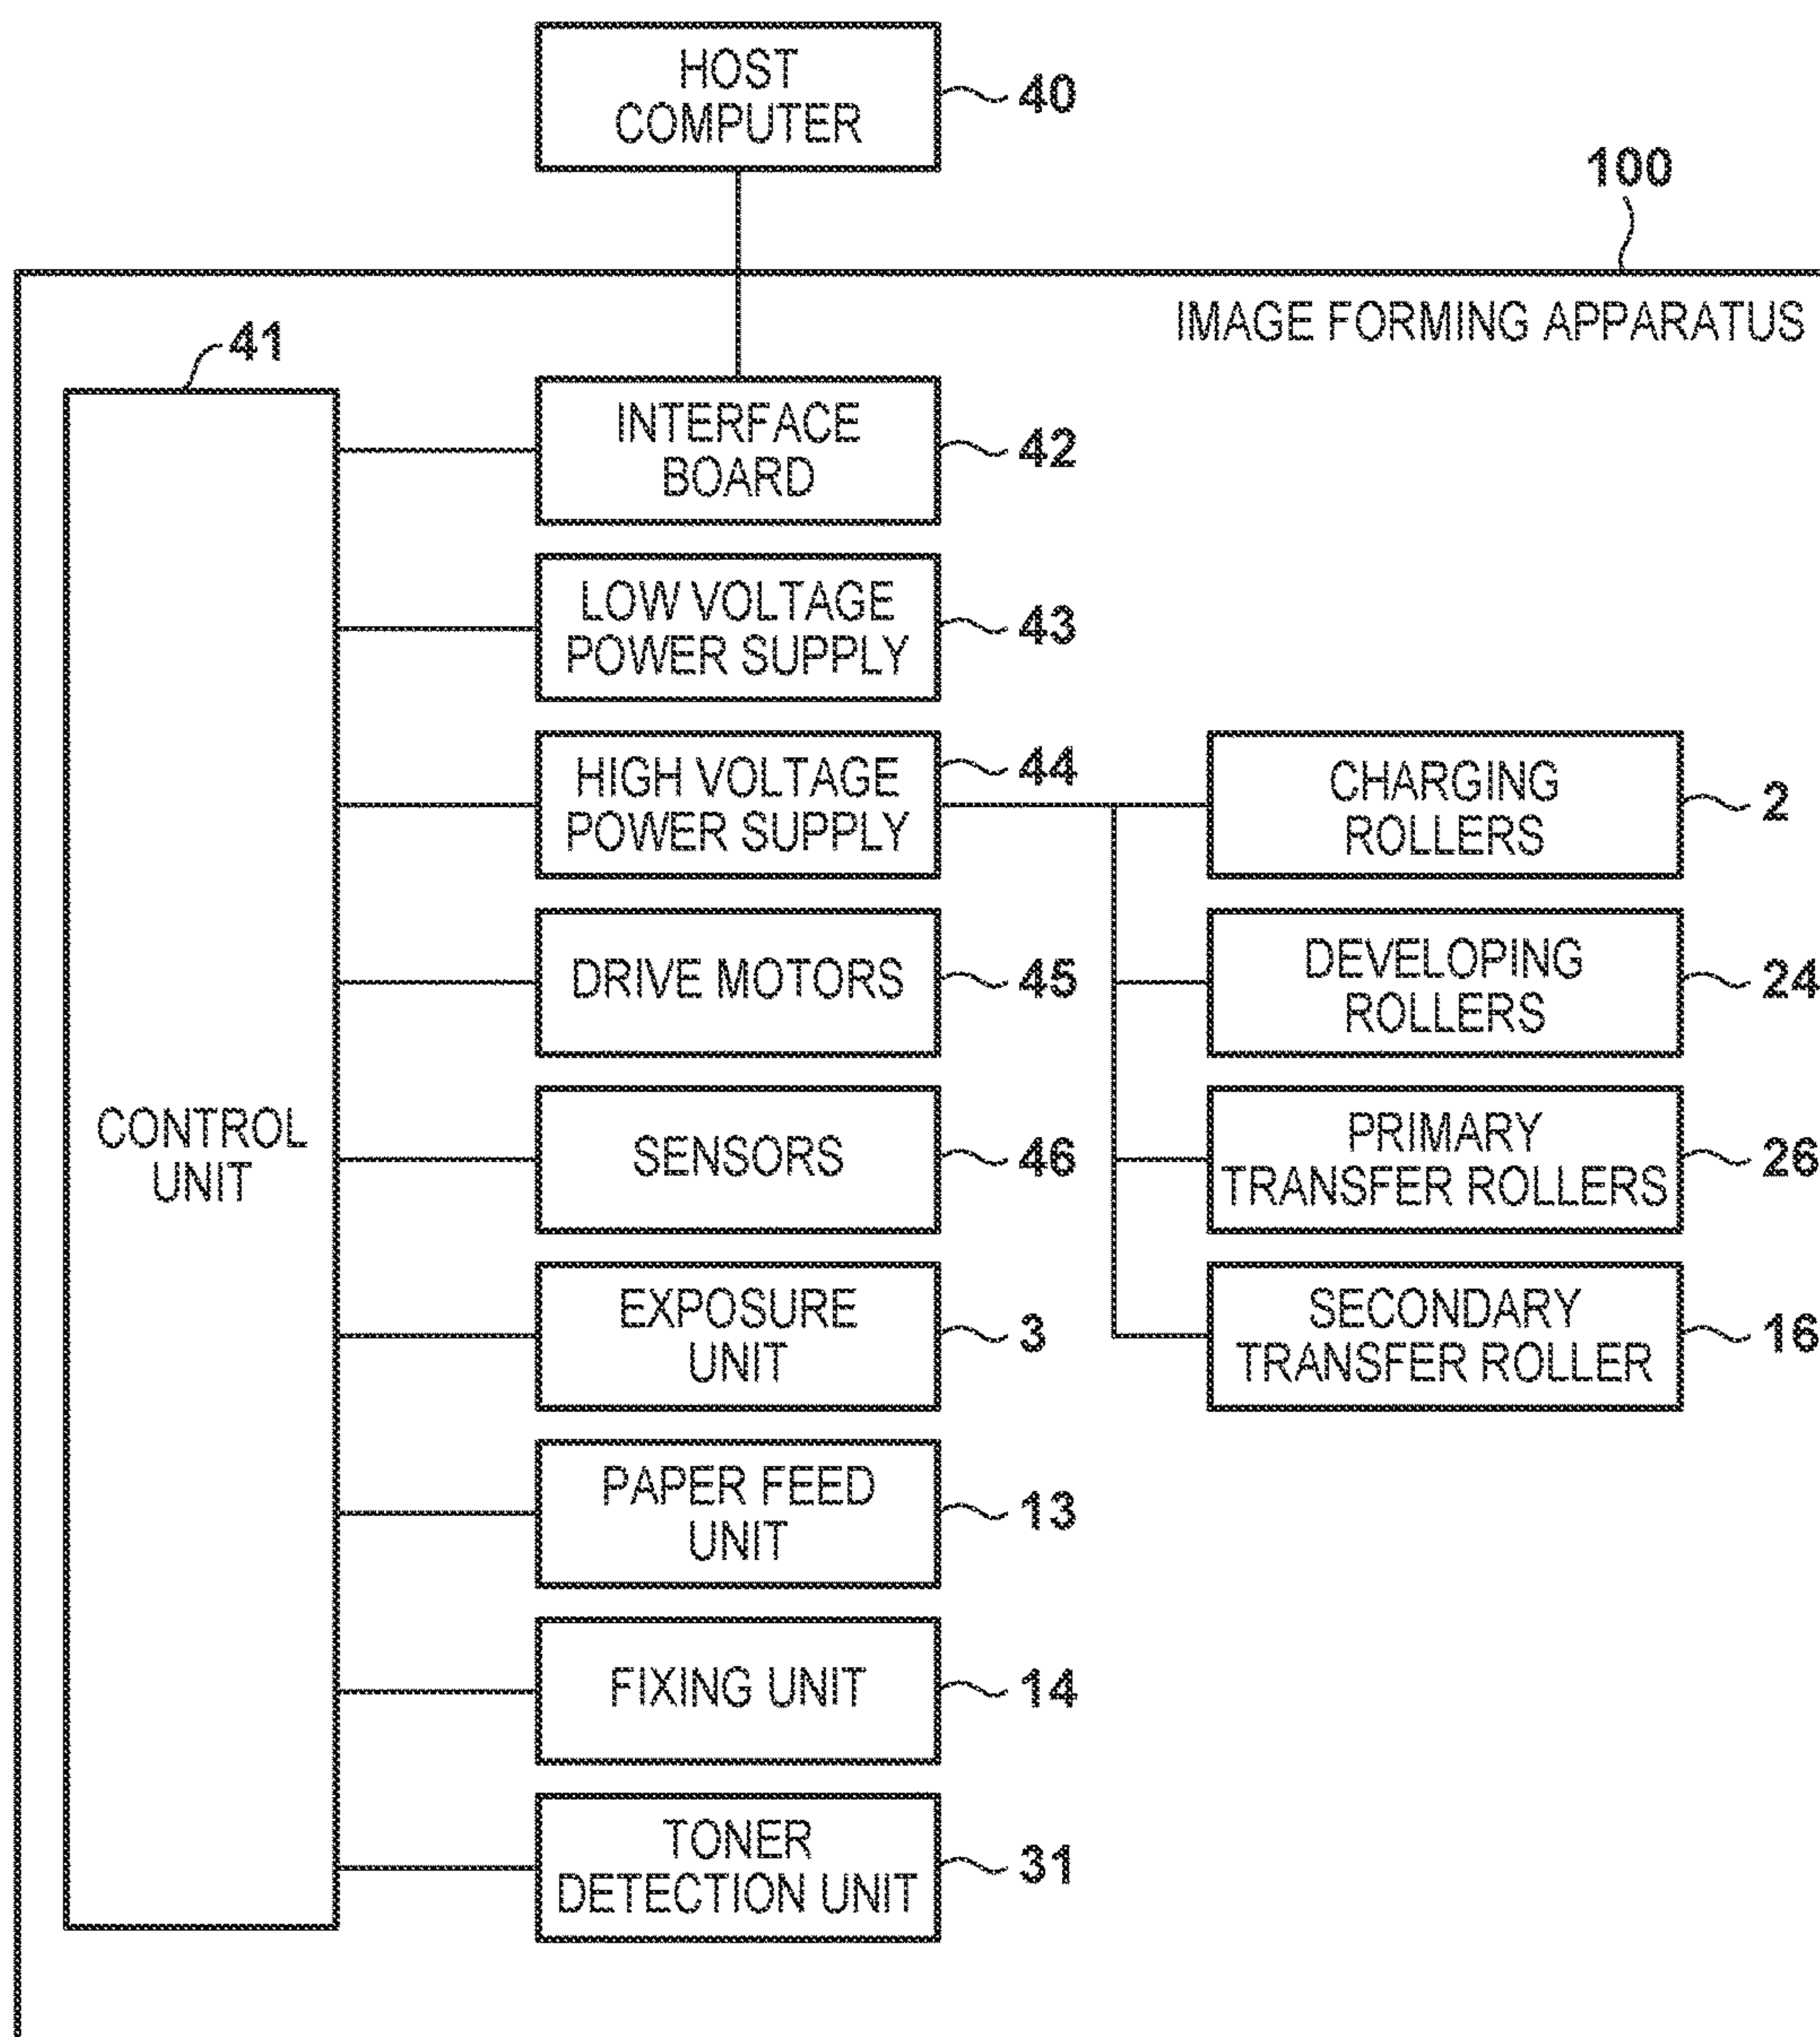 HOST
COMPUTER
40
100
IMAGE FORMING APPARATUS
41
CONTROL
UNIT
INTERFACE
BOARD
42
LOW VOLTAGE
POWER SUPPLY
43
HIGH VOLTAGE
POWER SUPPLY
44
CHARGING
ROLLERS
2
DRIVE MOTORS
45
DEVELOPING
ROLLERS
24
SENSORS
46
PRIMARY
TRANSFER ROLLERS
26
EXPOSURE
UNIT
3
SECONDARY
TRANSFER ROLLER
16
PAPER FEED
UNIT
13
FIXING UNIT
14
TONER
DETECTION UNIT
31